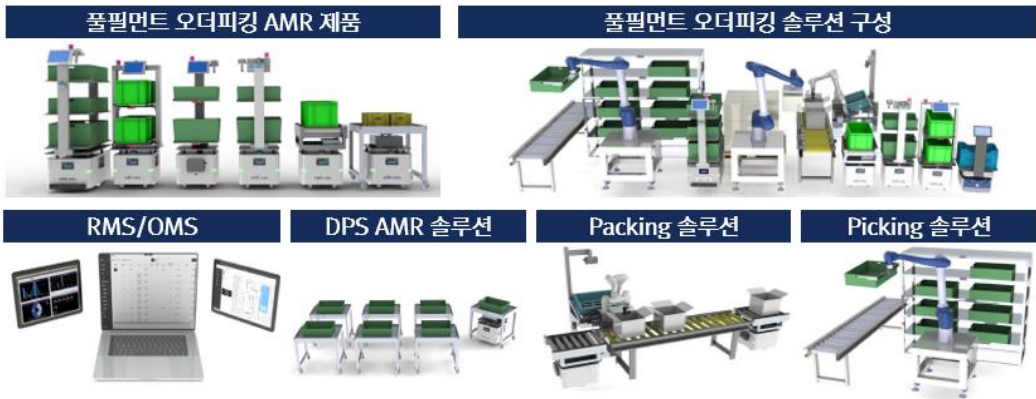 풀필먼트 오더피킹 AMR 제품
풀필먼트 오더피킹 솔루션 구성
RMS/OMS
DPS AMR 솔루션
Packing 솔루션
Picking 솔루션